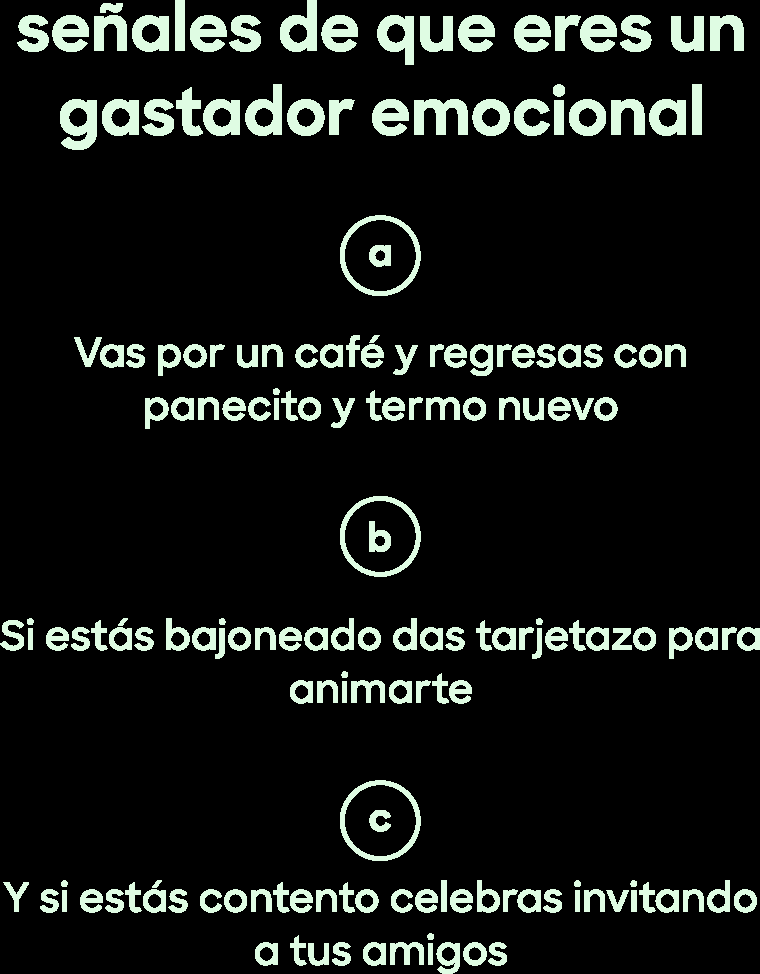 señales de que eres un
gastador emocional
a
Vas por un café y regresas con
panecito y termo nuevo
b
Si estás bajoneado das tarjetazo para
animarte
c
Y si estás contento celebras invitando
a tus amigos